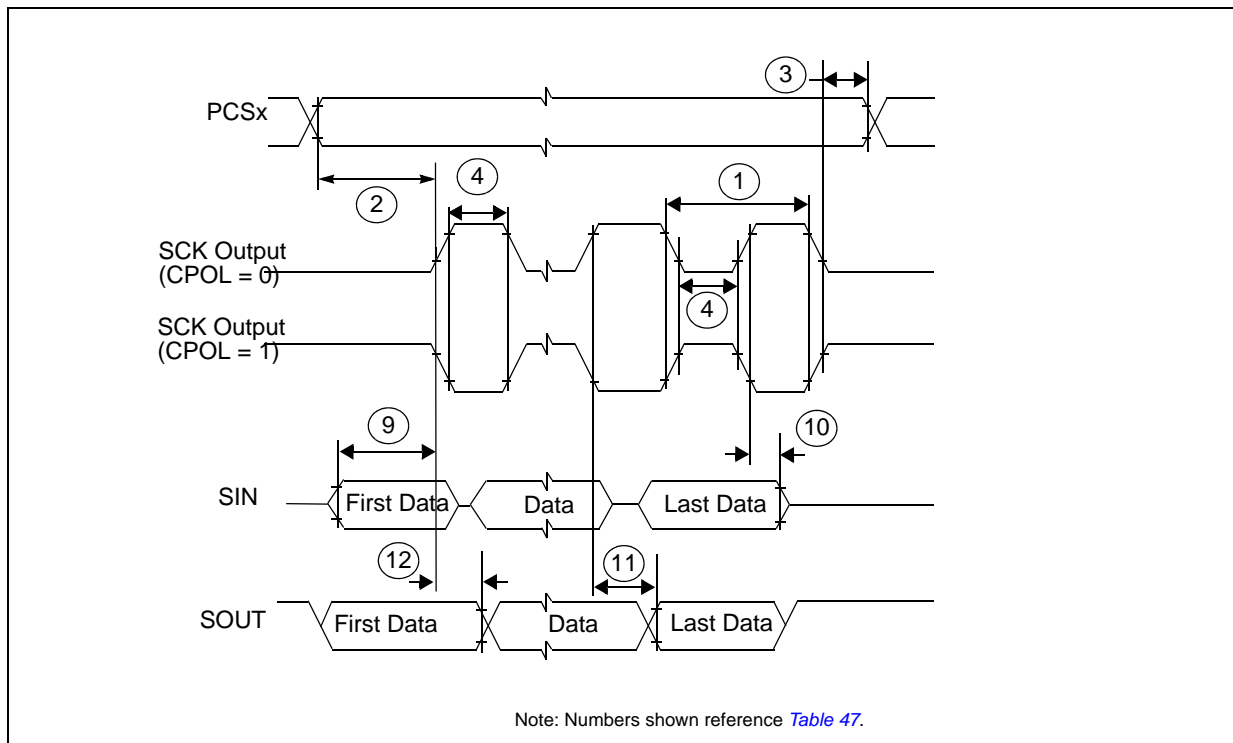 3
PCSx
2
4
1
SCK Output
(CPOL = 0)
4
SCK Output
(CPOL = 1)
9
10
SIN
First Data
Data
Last Data
12
11
SOUT
First Data
Data
Last Data
Note: Numbers shown reference Table 47.